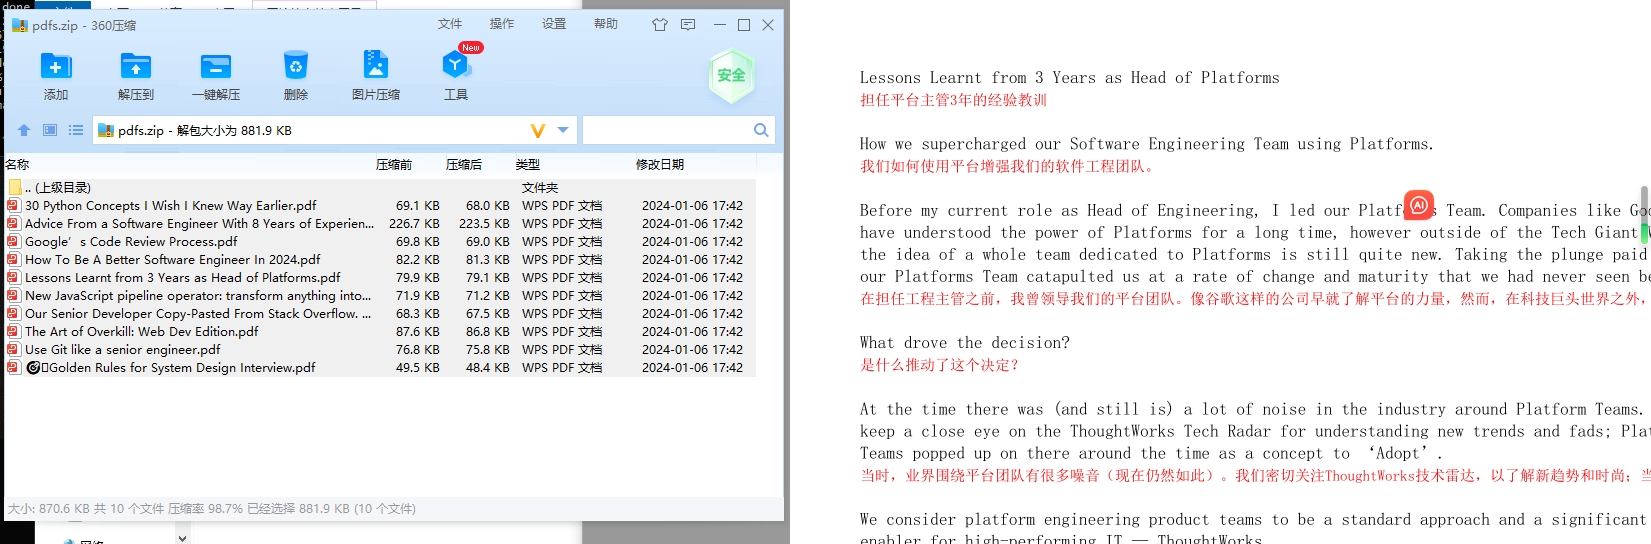 done
pdfs.zip - 360压缩
文件 操作 设置 帮助
添加 解压到 一键解压 删除 图片压缩 New 工具 安全
pdfs.zip - 解包大小为 881.9 KB
名称 压缩前 压缩后 类型 修改日期
.. (上级目录) 文件夹
30 Python Concepts I Wish I Knew Way Earlier.pdf 69.1 KB 68.0 KB WPS PDF 文档 2024-01-06 17:42
Advice From a Software Engineer With 8 Years of Experien... 226.7 KB 223.5 KB WPS PDF 文档 2024-01-06 17:42
Google’s Code Review Process.pdf 69.8 KB 69.0 KB WPS PDF 文档 2024-01-06 17:42
How To Be A Better Software Engineer In 2024.pdf 82.2 KB 81.3 KB WPS PDF 文档 2024-01-06 17:42
Lessons Learnt from 3 Years as Head of Platforms.pdf 79.9 KB 79.1 KB WPS PDF 文档 2024-01-06 17:42
New JavaScript pipeline operator: transform anything into... 71.9 KB 71.2 KB WPS PDF 文档 2024-01-06 17:42
Our Senior Developer Copy-Pasted From Stack Overflow. ... 68.3 KB 67.5 KB WPS PDF 文档 2024-01-06 17:42
The Art of Overkill: Web Dev Edition.pdf 87.6 KB 86.8 KB WPS PDF 文档 2024-01-06 17:42
Use Git like a senior engineer.pdf 76.8 KB 75.8 KB WPS PDF 文档 2024-01-06 17:42
Golden Rules for System Design Interview.pdf 49.5 KB 48.4 KB WPS PDF 文档 2024-01-06 17:42
大小: 870.6 KB 共 10 个文件 压缩率 98.7% 已经选择 881.9 KB (10 个文件)
Lessons Learnt from 3 Years as Head of Platforms
担任平台主管3年的经验教训
How we supercharged our Software Engineering Team using Platforms.
我们如何使用平台增强我们的软件工程团队。
Before my current role as Head of Engineering, I led our Platforms Team. Companies like Goo
have understood the power of Platforms for a long time, however outside of the Tech Giant
the idea of a whole team dedicated to Platforms is still quite new. Taking the plunge paid
our Platforms Team catapulted us at a rate of change and maturity that we had never seen be
在担任工程主管之前，我曾领导我们的平台团队。像谷歌这样的公司早就了解平台的力量，然而，在科技巨头世界之外，
What drove the decision?
是什么推动了这个决定？
At the time there was (and still is) a lot of noise in the industry around Platform Teams.
keep a close eye on the ThoughtWorks Tech Radar for understanding new trends and fads; Pla
Teams popped up on there around the time as a concept to ‘Adopt’.
当时，业界围绕平台团队有很多噪音（现在仍然如此）。我们密切关注ThoughtWorks技术雷达，以了解新趋势和时尚；当
We consider platform engineering product teams to be a standard approach and a significant
enabler for high-performing IT — ThoughtWorks